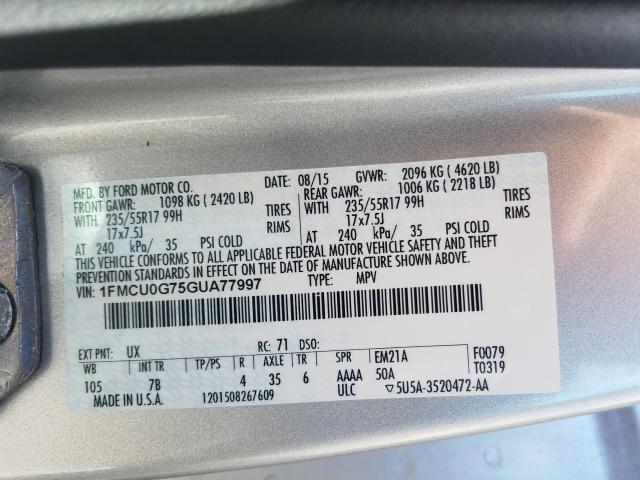 MFD. BY FORD MOTOR CO.
DATE: 08/15 GVWR: 2096 KG ( 4620 LB)
FRONT GAWR: 1098 KG ( 2420 LB) REAR GAWR: 1006 KG ( 2218 LB)
WITH 235/55R17 99H TIRES WITH 235/55R17 99H TIRES
17x7.5J RIMS 17x7.5J RIMS
AT 240 kPa/ 35 PSI COLD AT 240 kPa/ 35 PSI COLD
THIS VEHICLE CONFORMS TO ALL APPLICABLE FEDERAL MOTOR VEHICLE SAFETY AND THEFT
PREVENTION STANDARDS IN EFFECT ON THE DATE OF MANUFACTURE SHOWN ABOVE.
VIN: 1FMCU0G75GUA77997 TYPE: MPV
EXT PNT: UX RC: 71 DSO:
WB INT TR TP/PS R AXLE TR SPR EM21A F0079
105 7B 4 35 6 AAAA 50A T0319
MADE IN U.S.A. 1201508267609 ULC ▽5U5A-3520472-AA